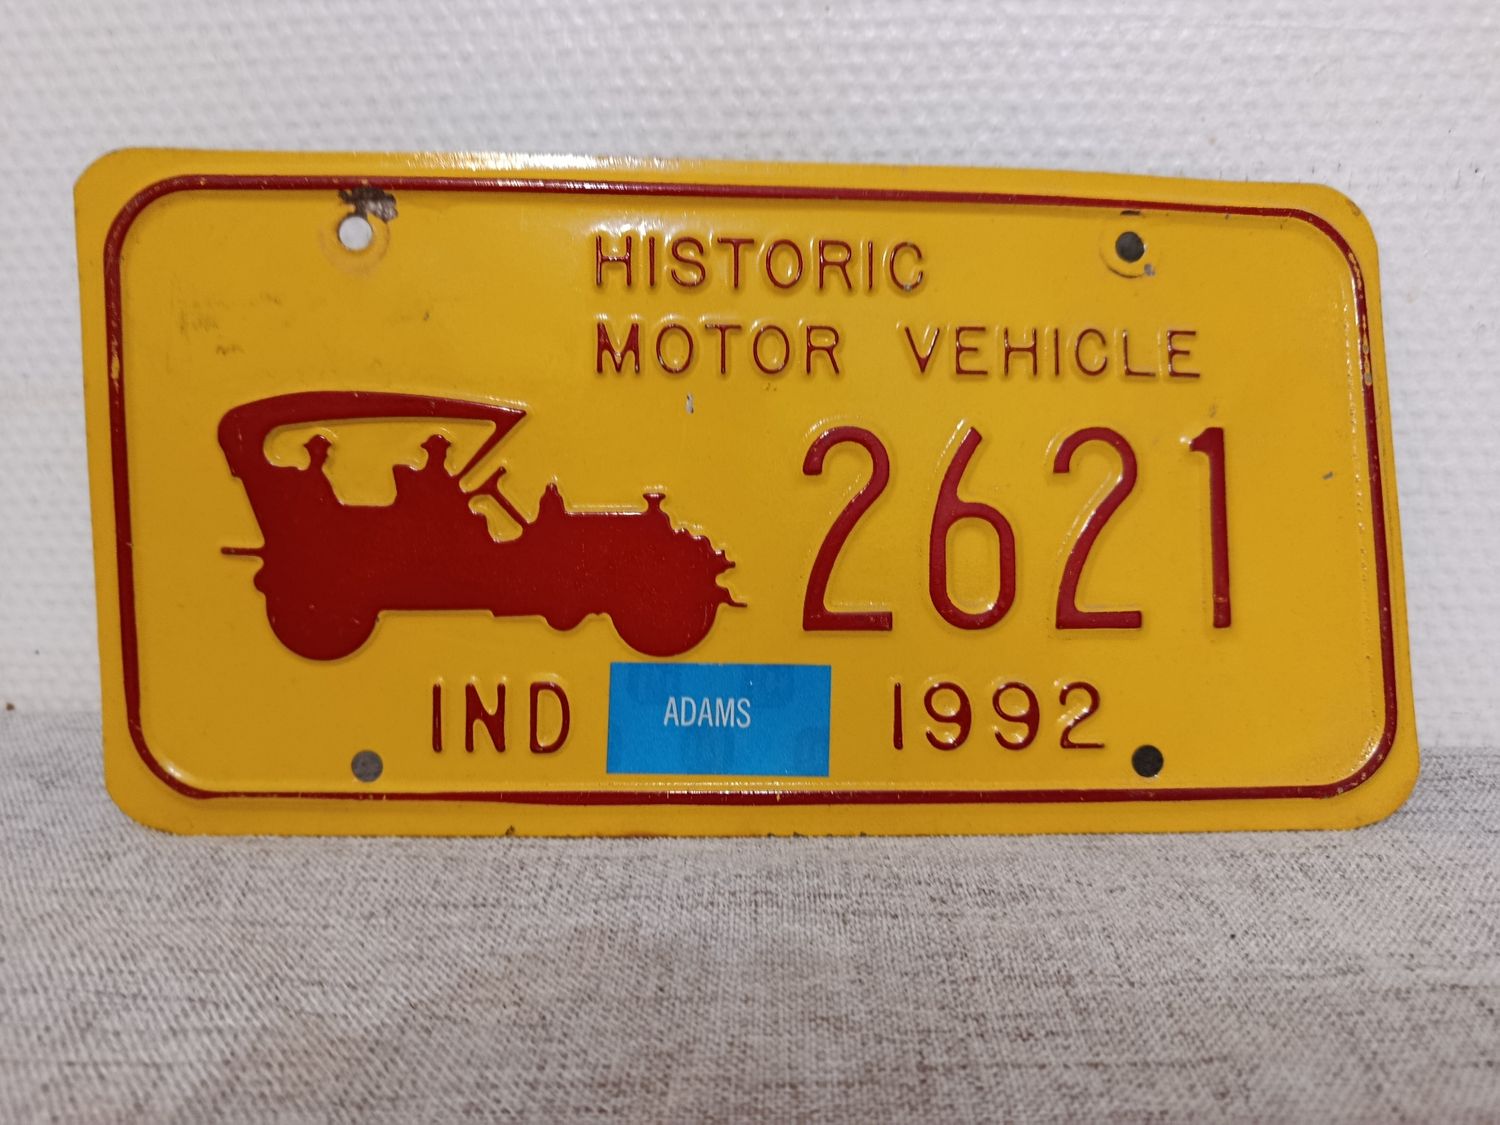 HISTORIC
MOTOR VEHICLE
2621
IND ADAMS 1992